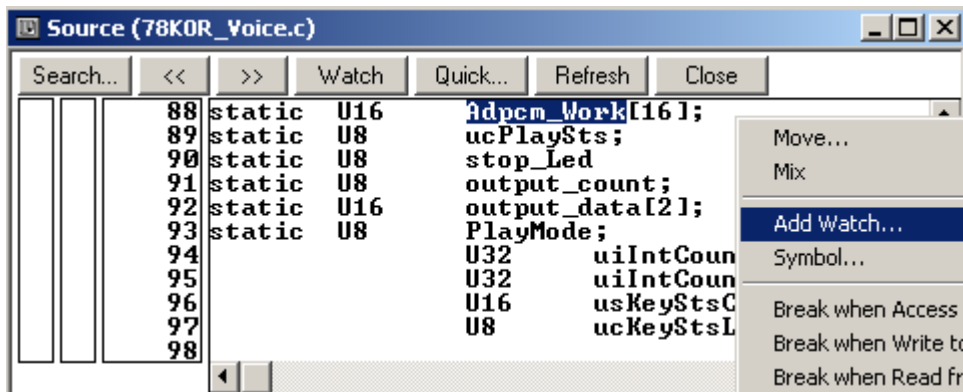 Source (78K0R_Voice.c)
Search... << >> Watch Quick... Refresh Close
88 static U16 Adpcm_Work[16];
89 static U8 ucPlaySts;
90 static U8 stop_Led
91 static U8 output_count;
92 static U16 output_data[2];
93 static U8 PlayMode;
94 U32 uiIntCoun
95 U32 uiIntCoun
96 U16 usKeyStsC
97 U8 ucKeyStsL
98
Move...
Mix
Add Watch...
Symbol...
Break when Access
Break when Write to
Break when Read fr